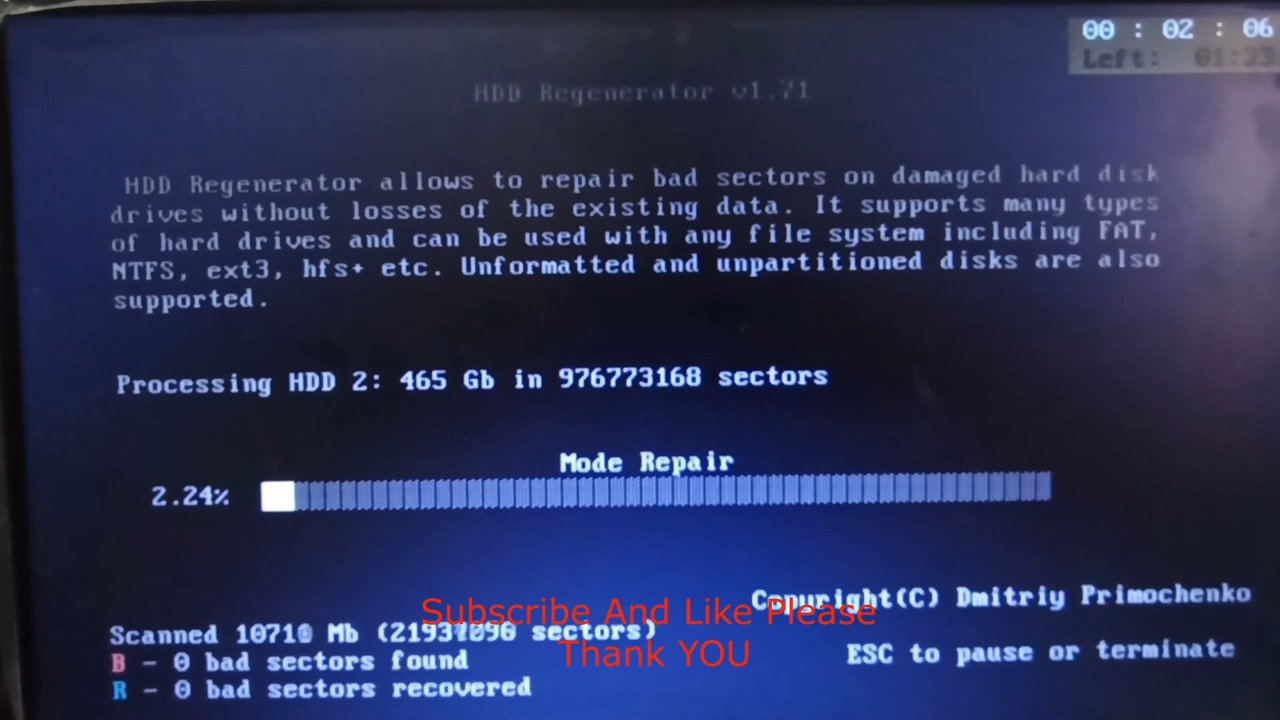 00 : 02 : 06
Left: 01:33
HDD Regenerator v1.71
HDD Regenerator allows to repair bad sectors on damaged hard disk
drives without losses of the existing data. It supports many types
of hard drives and can be used with any file system including FAT,
NTFS, ext3, hfs+ etc. Unformatted and unpartitioned disks are also
supported.
Processing HDD 2: 465 Gb in 976773168 sectors
Mode Repair
2.24%
Copyright(C) Dmitriy Primochenko
Subscribe And Like Please
Thank YOU
Scanned Mb ( sectors)
B - 0 bad sectors found
R - 0 bad sectors recovered
ESC to pause or terminate